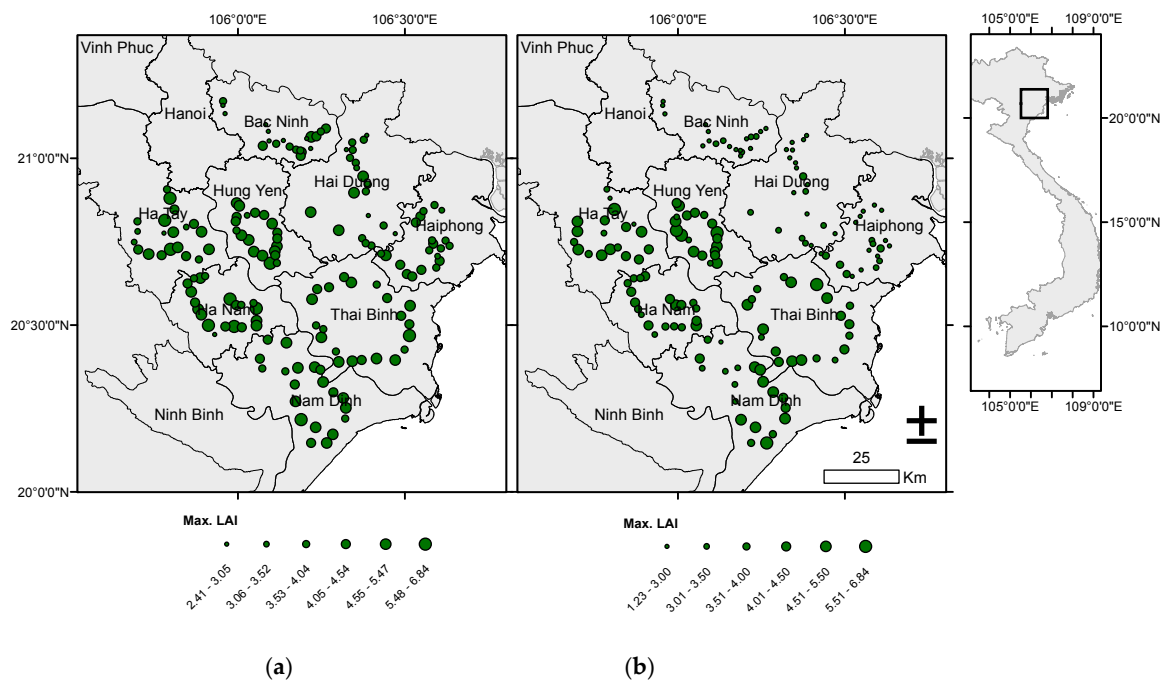 106°0'0"E
106°30'0"E
106°0'0"E
106°30'0"E
105°0'0"E
109°0'0"E
Vinh Phuc
Hanoi
Bac Ninh
Hung Yen
Hai Duong
Ha Tay
Haiphong
Ha Nam
Thai Binh
Nam Dinh
Ninh Binh
21°0'0"N
20°30'0"N
20°0'0"N
Vinh Phuc
Hanoi
Bac Ninh
Hung Yen
Hai Duong
Ha Tay
Haiphong
Ha Nam
Thai Binh
Nam Dinh
Ninh Binh
25
Km
20°0'0"N
15°0'0"N
10°0'0"N
105°0'0"E
109°0'0"E
Max. LAI
2.41 - 3.05
3.06 - 3.52
3.53 - 4.04
4.05 - 4.54
4.55 - 5.47
5.48 - 6.84
Max. LAI
1.23 - 3.00
3.01 - 3.50
3.51 - 4.00
4.01 - 4.50
4.51 - 5.50
5.51 - 6.84
(a)
(b)